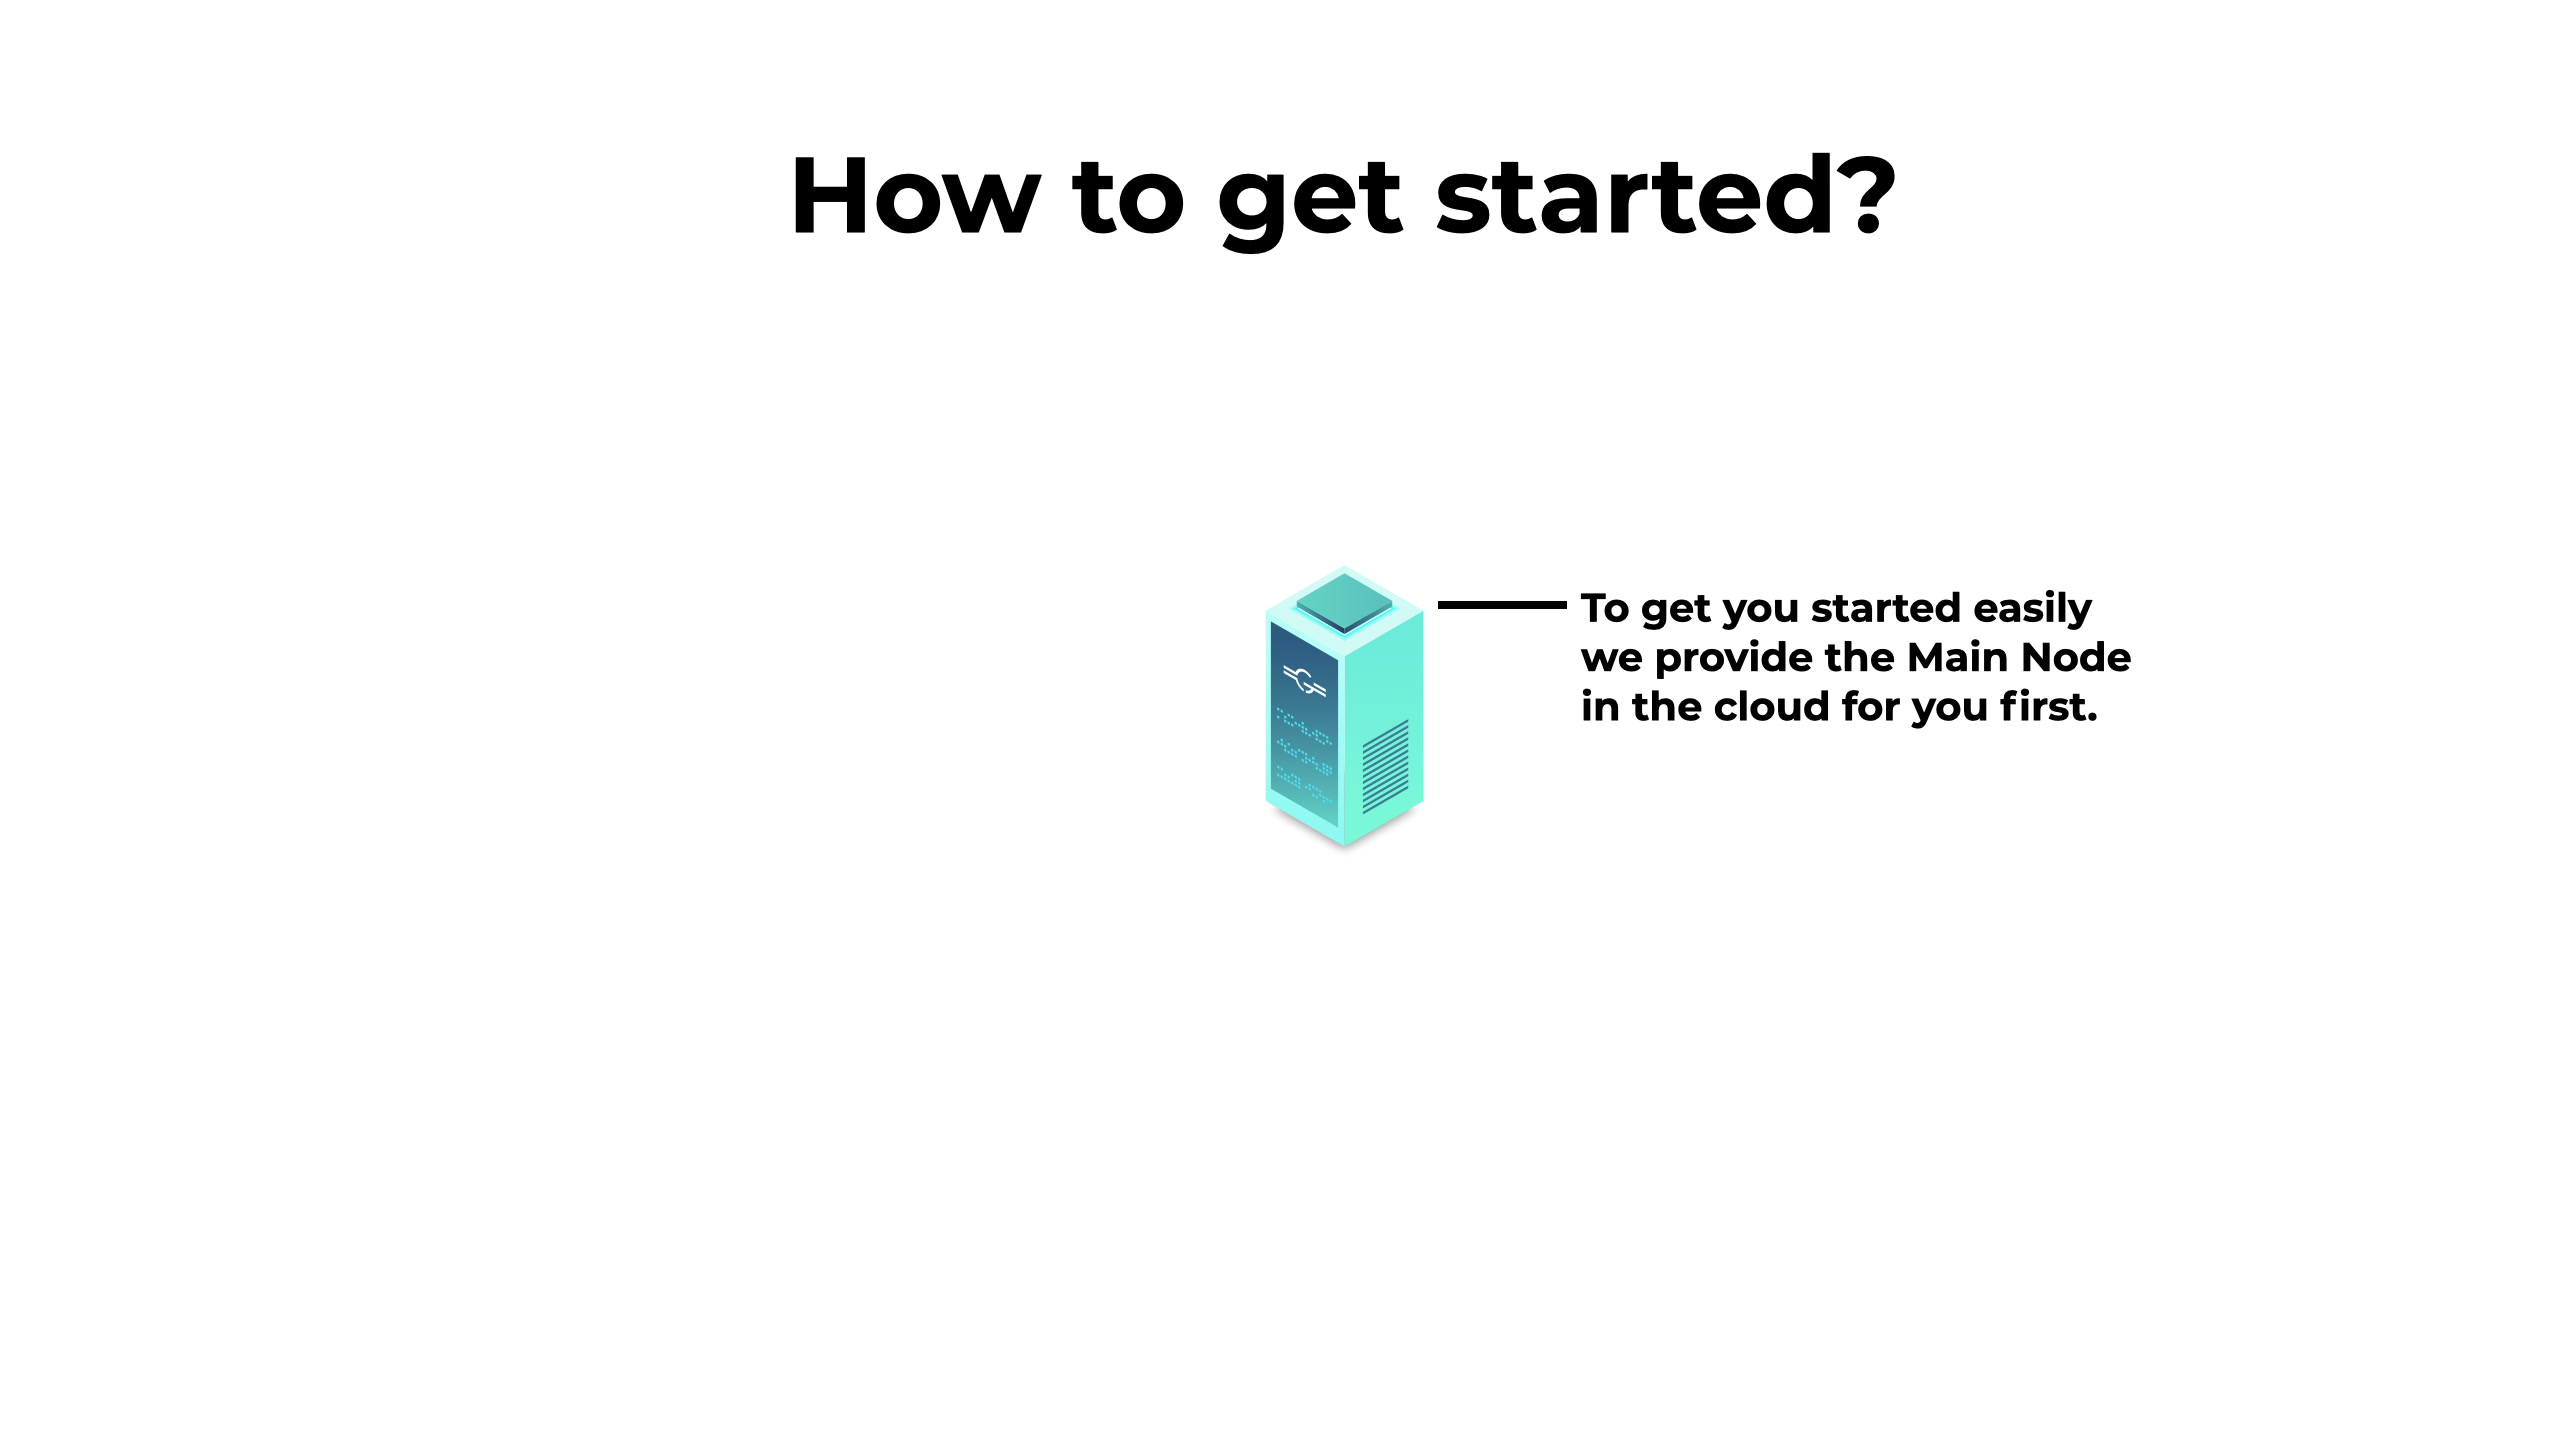 How to get started?
To get you started easily
we provide the Main Node
in the cloud for you first.